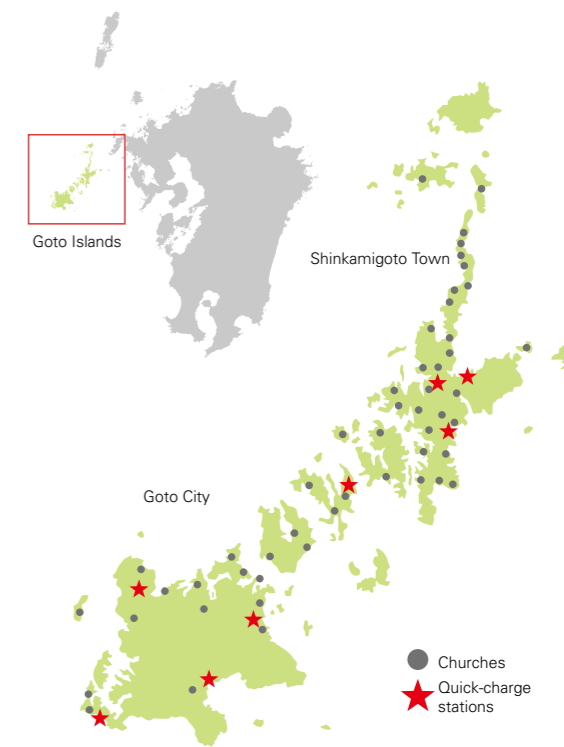 Goto Islands
Shinkamigoto Town
Goto City
Churches
Quick-charge
stations